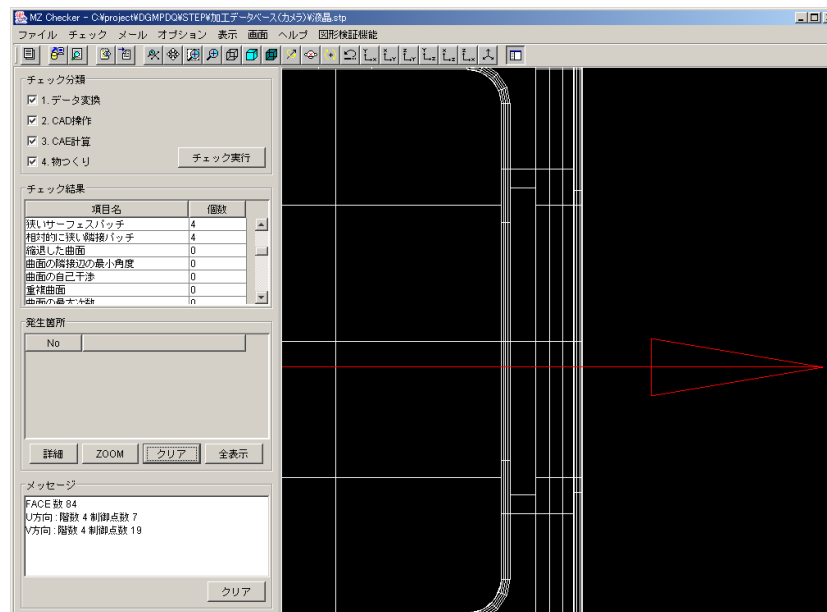 MZ Checker - C:¥project¥DGMPDQ¥STEP¥加工データベース(カメラ)¥液晶.stp
ファイル チェック メール オプション 表示 画面 ヘルプ 図形検証機能
チェック分類
1. データ変換
2. CAD操作
3. CAE計算
4. 物つくり
チェック実行
チェック結果
項目名 個数
狭いサーフェスパッチ 4
相対的に狭い隣接パッチ 4
縮退した曲面 0
曲面の隣接辺の最小角度 0
曲面の自己干渉 0
重複曲面 0
曲面の最大次数 0
発生箇所
No
詳細 ZOOM クリア 全表示
メッセージ
FACE 数 84
U方向 : 階数 4 制御点数 7
V方向 : 階数 4 制御点数 19
クリア